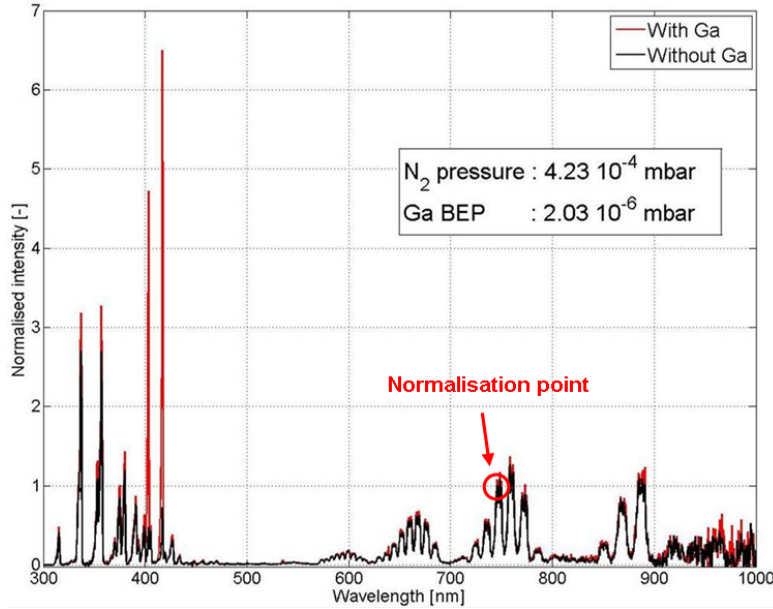 7
6
5
4
3
2
1
0
Normalised intensity [-]
With Ga
Without Ga
N2 pressure : 4.23 10-4 mbar
Ga BEP : 2.03 10-6 mbar
Normalisation point
300 400 500 600 700 800 900 1000
Wavelength [nm]